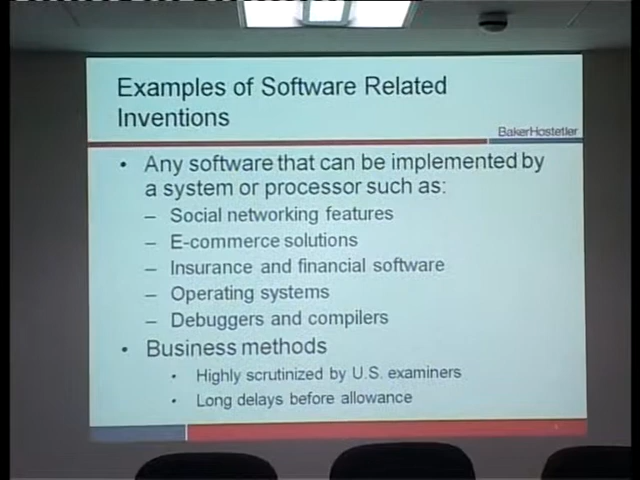 Examples of Software Related
Inventions
BakerHostetler
• Any software that can be implemented by
a system or processor such as:
– Social networking features
– E-commerce solutions
– Insurance and financial software
– Operating systems
– Debuggers and compilers
• Business methods
• Highly scrutinized by U.S. examiners
• Long delays before allowance